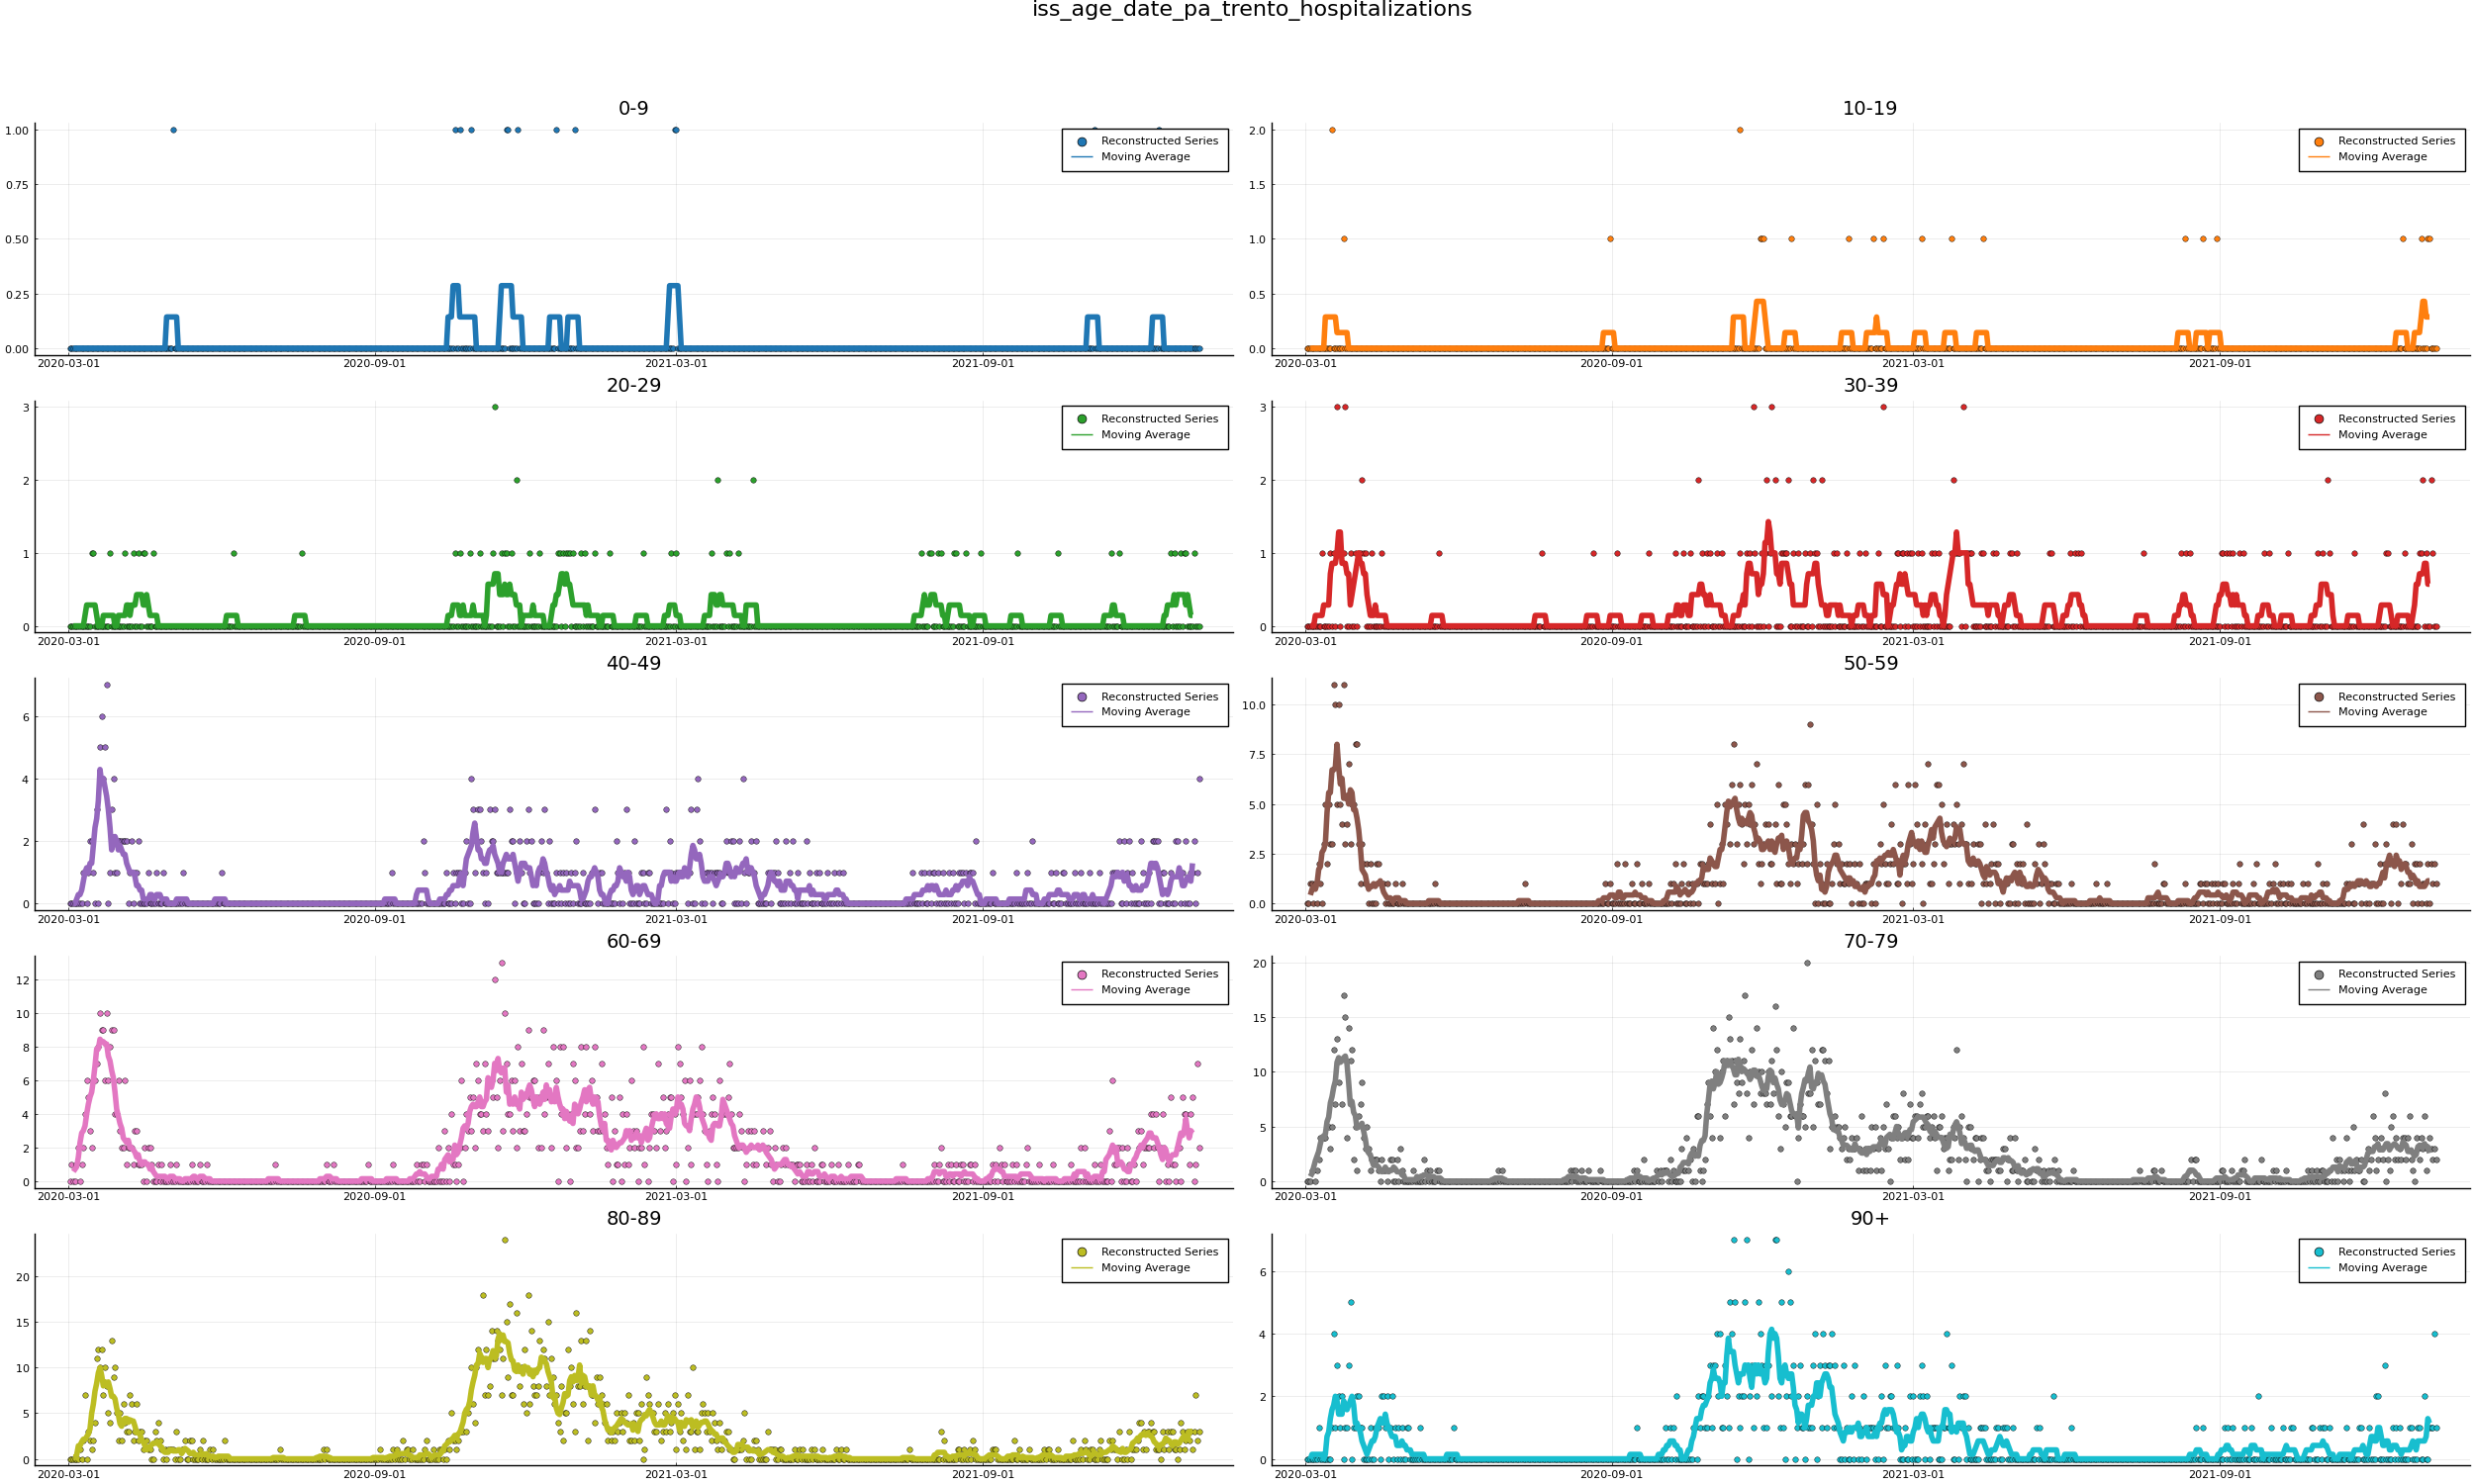 iss_age_date_pa_trento_hospitalizations
0-9
1.00
0.75
0.50
0.25
0.00
Reconstructed Series
Moving Average
2020-03-01 2020-09-01 2021-03-01 2021-09-01
10-19
2.0
1.5
1.0
0.5
0.0
Reconstructed Series
Moving Average
2020-03-01 2020-09-01 2021-03-01 2021-09-01
20-29
3
2
1
0
Reconstructed Series
Moving Average
2020-03-01 2020-09-01 2021-03-01 2021-09-01
30-39
3
2
1
0
Reconstructed Series
Moving Average
2020-03-01 2020-09-01 2021-03-01 2021-09-01
40-49
6
4
2
0
Reconstructed Series
Moving Average
2020-03-01 2020-09-01 2021-03-01 2021-09-01
50-59
10.0
7.5
5.0
2.5
0.0
Reconstructed Series
Moving Average
2020-03-01 2020-09-01 2021-03-01 2021-09-01
60-69
12
10
8
6
4
2
0
Reconstructed Series
Moving Average
2020-03-01 2020-09-01 2021-03-01 2021-09-01
70-79
20
15
10
5
0
Reconstructed Series
Moving Average
2020-03-01 2020-09-01 2021-03-01 2021-09-01
80-89
20
15
10
5
0
Reconstructed Series
Moving Average
2020-03-01 2020-09-01 2021-03-01 2021-09-01
90+
6
4
2
0
Reconstructed Series
Moving Average
2020-03-01 2020-09-01 2021-03-01 2021-09-01